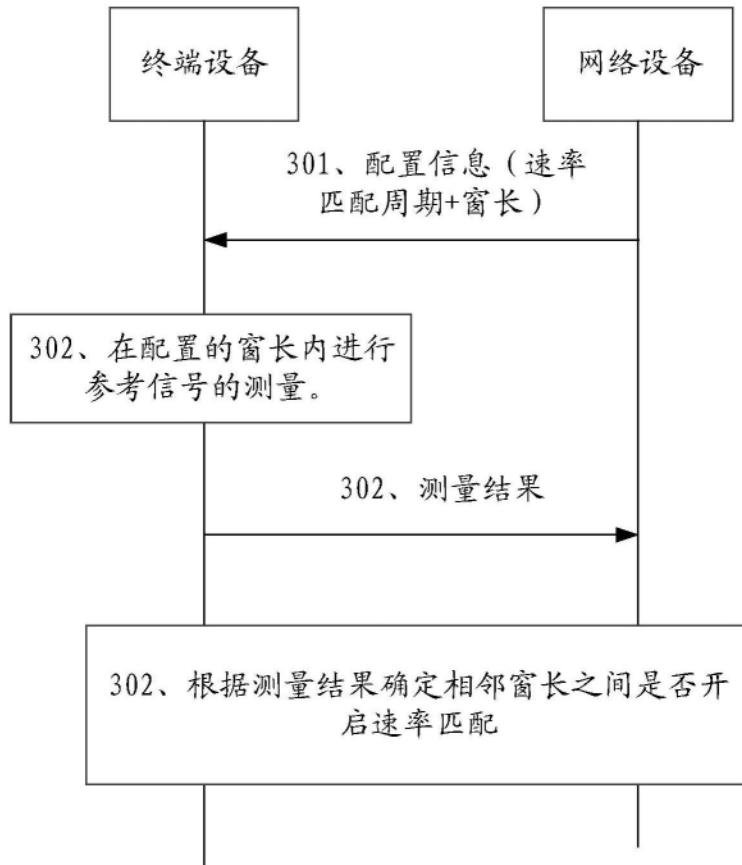 终端设备
网络设备
301、配置信息（速率
匹配周期+窗长）
302、在配置的窗长内进行
参考信号的测量。
302、测量结果
302、根据测量结果确定相邻窗长之间是否开
启速率匹配